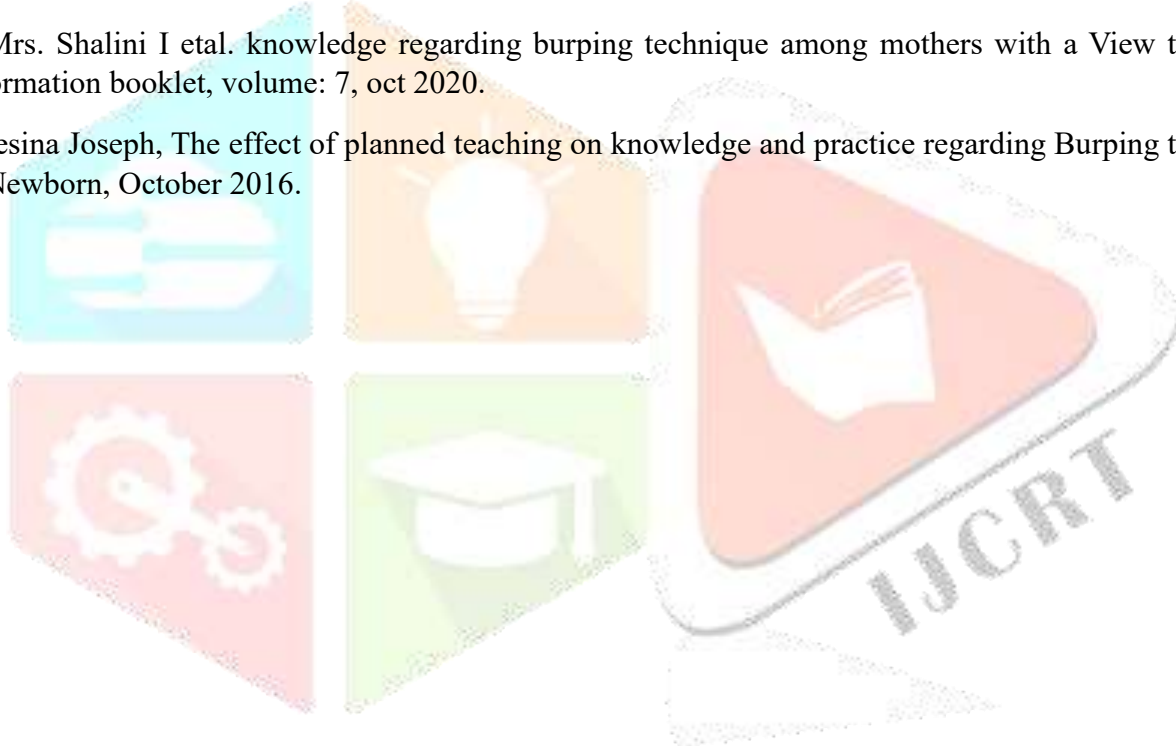 Mrs. Shalini I etal. knowledge regarding burping technique among mothers with a View t
ormation booklet, volume: 7, oct 2020.
esina Joseph, The effect of planned teaching on knowledge and practice regarding Burping t
Newborn, October 2016.
IJCRT